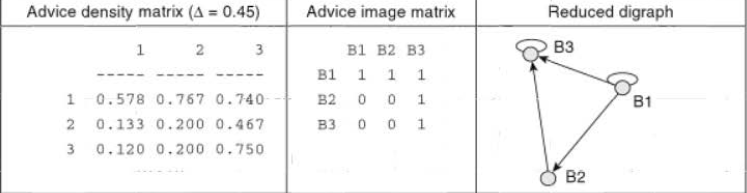 Advice density matrix (Δ = 0.45)
1 2 3
----- ----- -----
1 0.578 0.767 0.740
2 0.133 0.200 0.467
3 0.120 0.200 0.750
Advice image matrix
B1 B2 B3
B1 1 1 1
B2 0 0 1
B3 0 0 1
Reduced digraph
B3
B1
B2